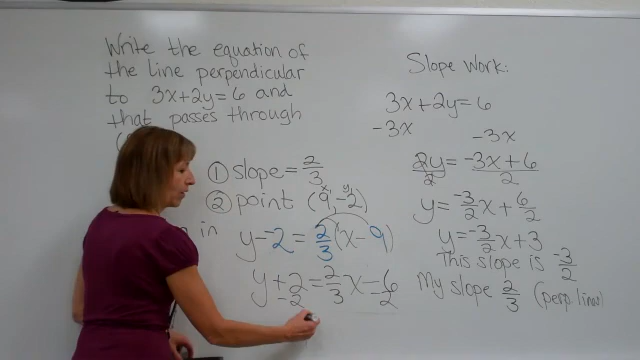 Write the equation of
the line perpendicular
to 3x+2y=6 and
that passes through
(
n in
① slope = 2/3
② point (9, -2)
x y
y - -2 = 2/3 (x - 9)
y + 2 = 2/3 x - 6
-2 -2
Slope Work:
3x+2y=6
-3x -3x
2y/2 = -3x+6/2
y = -3/2 x + 6/2
y = -3/2 x + 3
This slope is -3/2
My slope 2/3 (perp. lines)